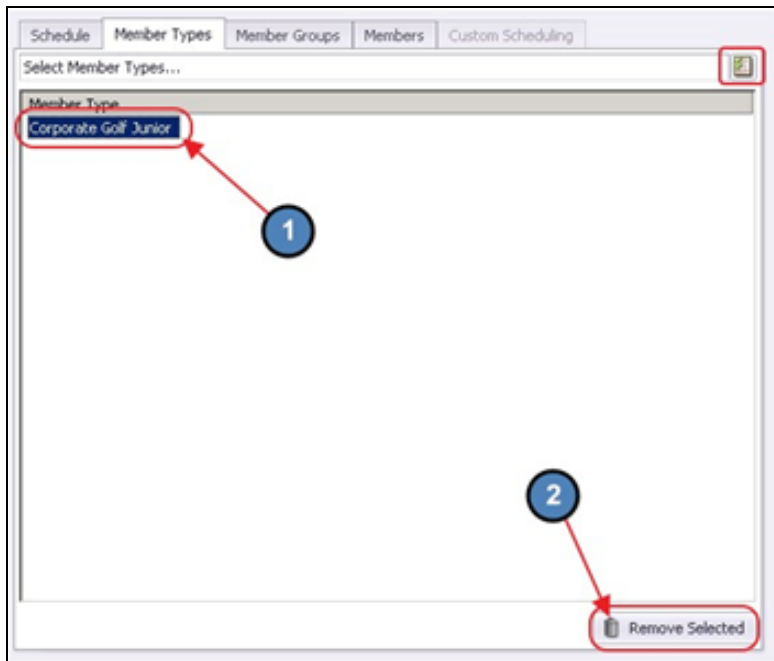 Schedule Member Types Member Groups Members Custom Scheduling
Select Member Types...
Member Type
Corporate Golf Junior
1
2
Remove Selected